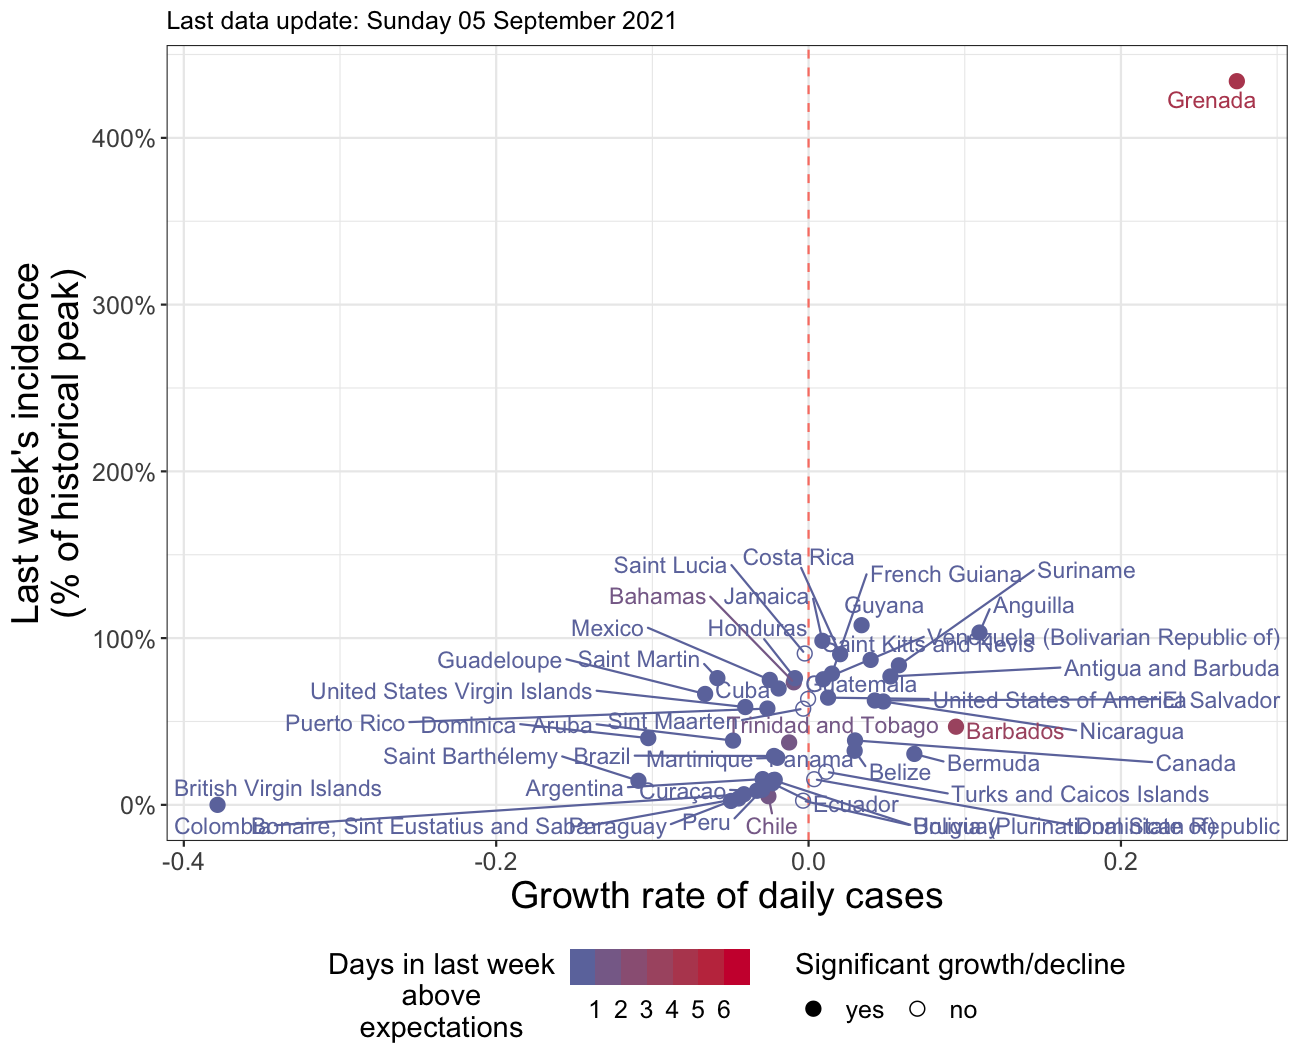 Last data update: Sunday 05 September 2021
Last week's incidence
(% of historical peak)
400%
300%
200%
100%
0%
Grenada
Costa Rica
Saint Lucia
French Guiana
Suriname
Bahamas
Jamaica
Guyana
Anguilla
Mexico
Honduras
Saint Kitts and Nevis
Venezuela (Bolivarian Republic of)
Guadeloupe
Saint Martin
Antigua and Barbuda
United States Virgin Islands
Cuba
Guatemala
United States of America
El Salvador
Puerto Rico
Dominica
Aruba
Sint Maarten
Trinidad and Tobago
Barbados
Nicaragua
Saint Barthélemy
Brazil
Martinique
Panama
Belize
Bermuda
Canada
British Virgin Islands
Argentina
Curaçao
Ecuador
Turks and Caicos Islands
Colombia
Bonaire, Sint Eustatius and Saba
Paraguay
Peru
Chile
Uruguay
Bolivia (Plurinational State of)
Dominican Republic
-0.4
-0.2
0.0
0.2
Growth rate of daily cases
Days in last week
above
expectations
1 2 3 4 5 6
Significant growth/decline
yes
no